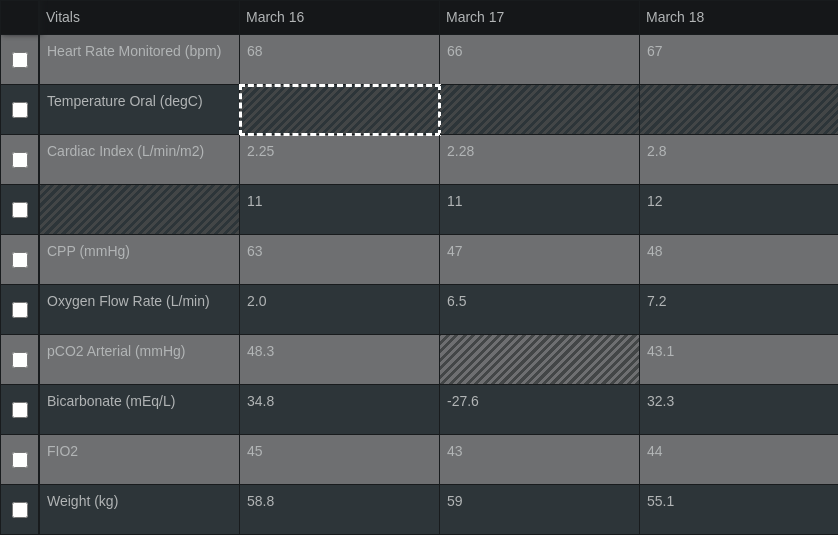 Vitals March 16 March 17 March 18
Heart Rate Monitored (bpm) 68 66 67
Temperature Oral (degC)
Cardiac Index (L/min/m2) 2.25 2.28 2.8
11 11 12
CPP (mmHg) 63 47 48
Oxygen Flow Rate (L/min) 2.0 6.5 7.2
pCO2 Arterial (mmHg) 48.3 43.1
Bicarbonate (mEq/L) 34.8 -27.6 32.3
FIO2 45 43 44
Weight (kg) 58.8 59 55.1